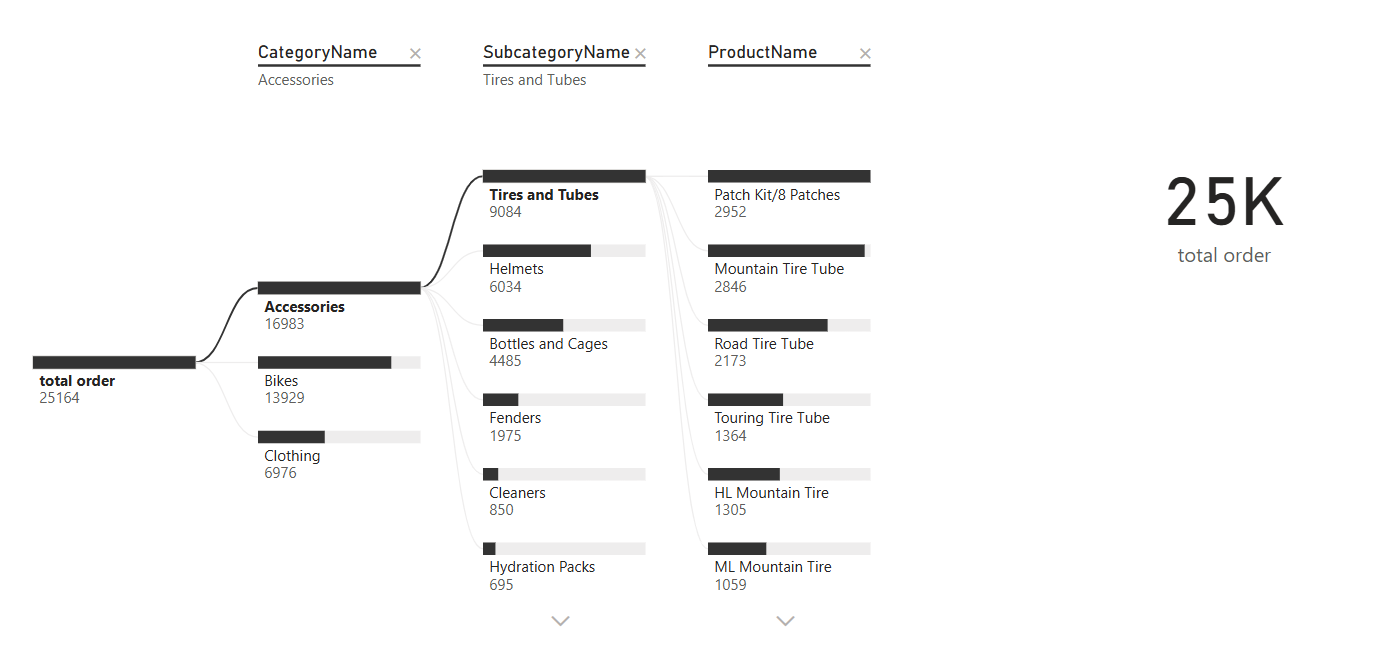 CategoryName
Accessories
SubcategoryName
Tires and Tubes
ProductName
total order
25164
Accessories
16983
Bikes
13929
Clothing
6976
Tires and Tubes
9084
Helmets
6034
Bottles and Cages
4485
Fenders
1975
Cleaners
850
Hydration Packs
695
Patch Kit/8 Patches
2952
Mountain Tire Tube
2846
Road Tire Tube
2173
Touring Tire Tube
1364
HL Mountain Tire
1305
ML Mountain Tire
1059
25K
total order